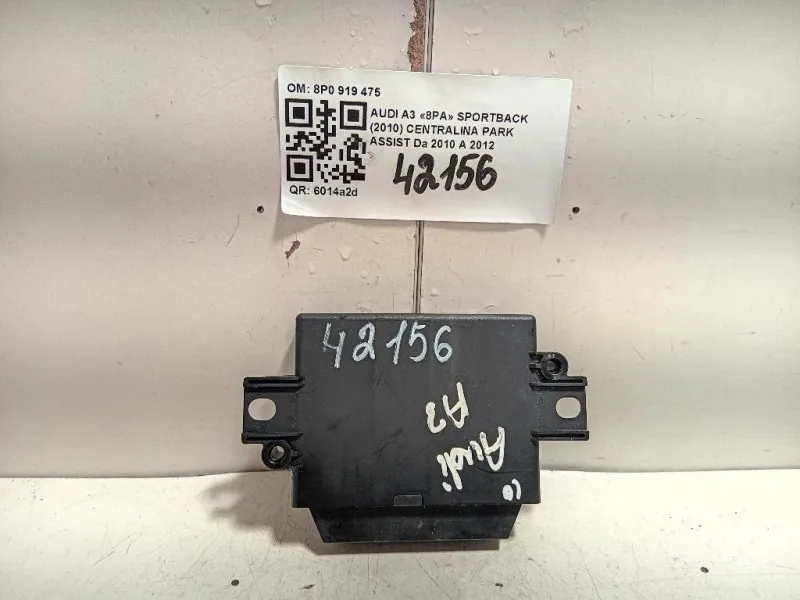 OM: 8P0 919 475
AUDI A3 «8PA» SPORTBACK
(2010) CENTRALINA PARK
ASSIST Da 2010 A 2012
42156
QR: 6014a2d
42156
A3
Audi
10